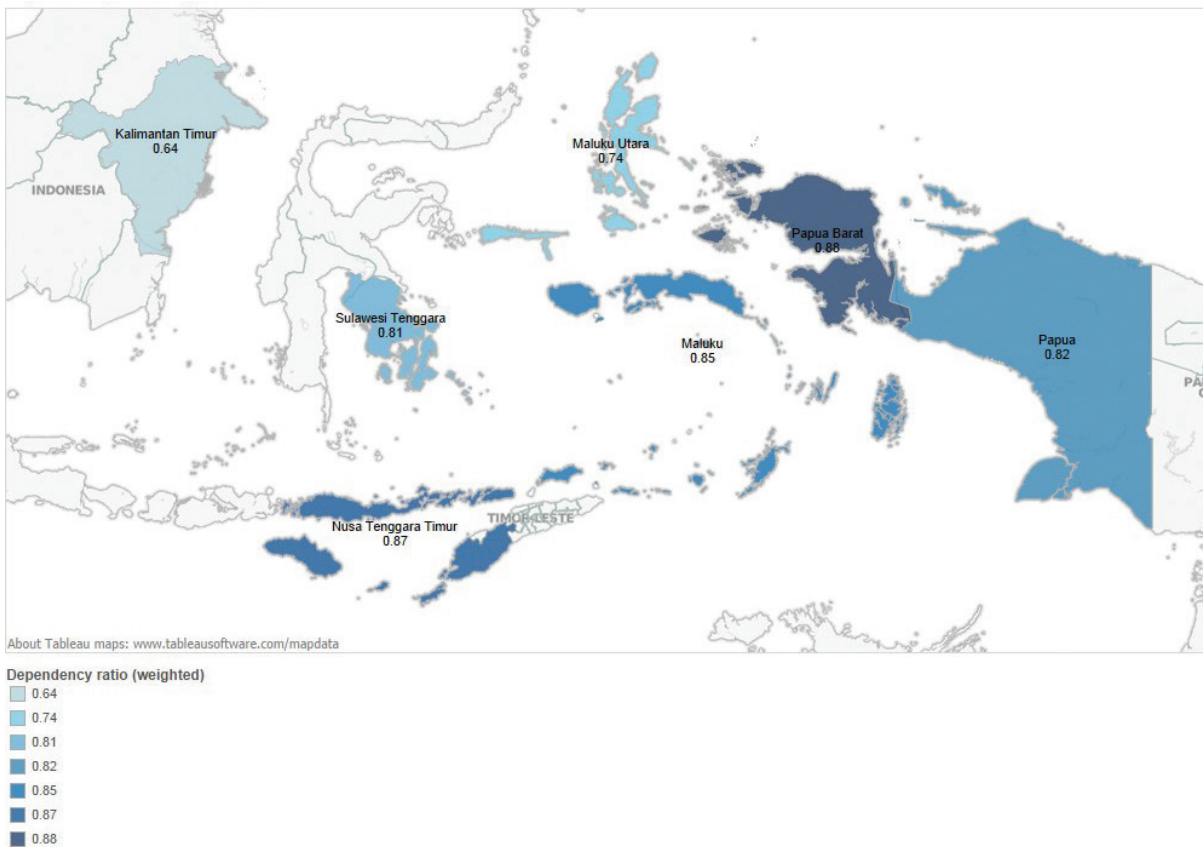 Kalimantan Timur
0.64
INDONESIA
Maluku Utara
0.74
Papua Barat
0.88
Sulawesi Tenggara
0.81
Maluku
0.85
Papua
0.82
Nusa Tenggara Timur
0.87
TIMOR-LESTE
About Tableau maps: www.tableausoftware.com/mapdata
Dependency ratio (weighted)
0.64
0.74
0.81
0.82
0.85
0.87
0.88